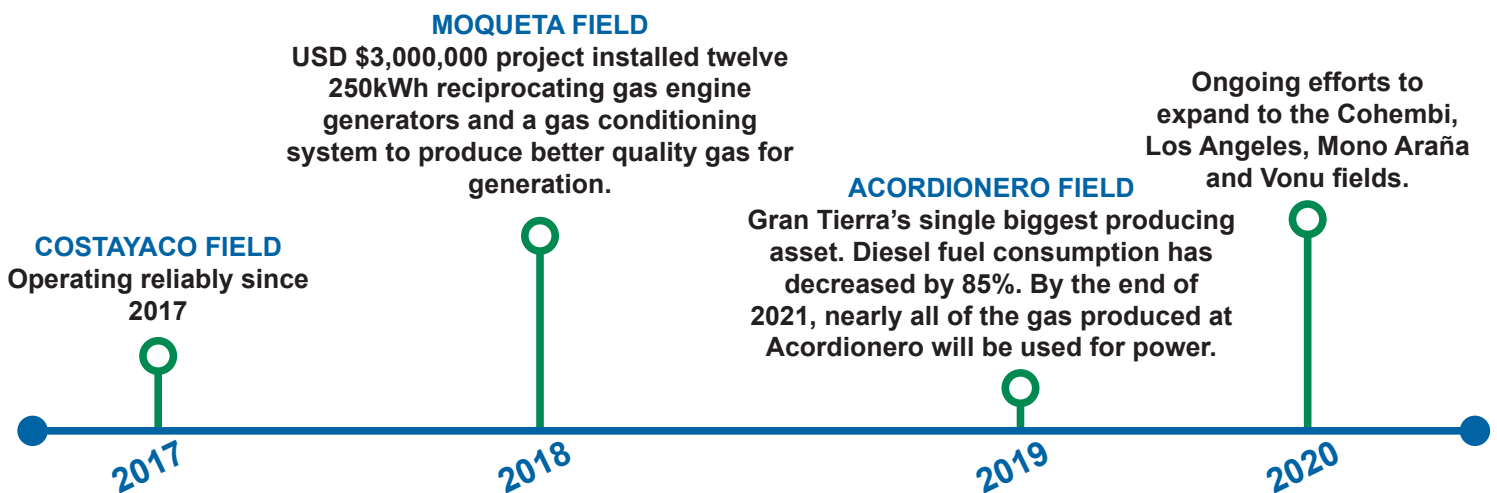 MOQUETA FIELD
USD $3,000,000 project installed twelve
250kWh reciprocating gas engine
generators and a gas conditioning
system to produce better quality gas for
generation.
Ongoing efforts to
expand to the Cohembi,
Los Angeles, Mono Araña
and Vonu fields.
COSTAYACO FIELD
Operating reliably since
2017
ACORDIONERO FIELD
Gran Tierra’s single biggest producing
asset. Diesel fuel consumption has
decreased by 85%. By the end of
2021, nearly all of the gas produced at
Acordionero will be used for power.
2017
2018
2019
2020